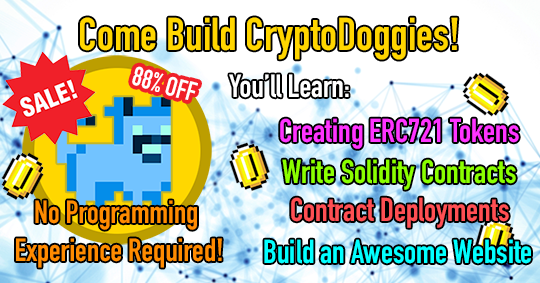 Come Build CryptoDoggies!
SALE!
88% OFF
You'll Learn:
Creating ERC721 Tokens
Write Solidity Contracts
Contract Deployments
Build an Awesome Website
No Programming
Experience Required!